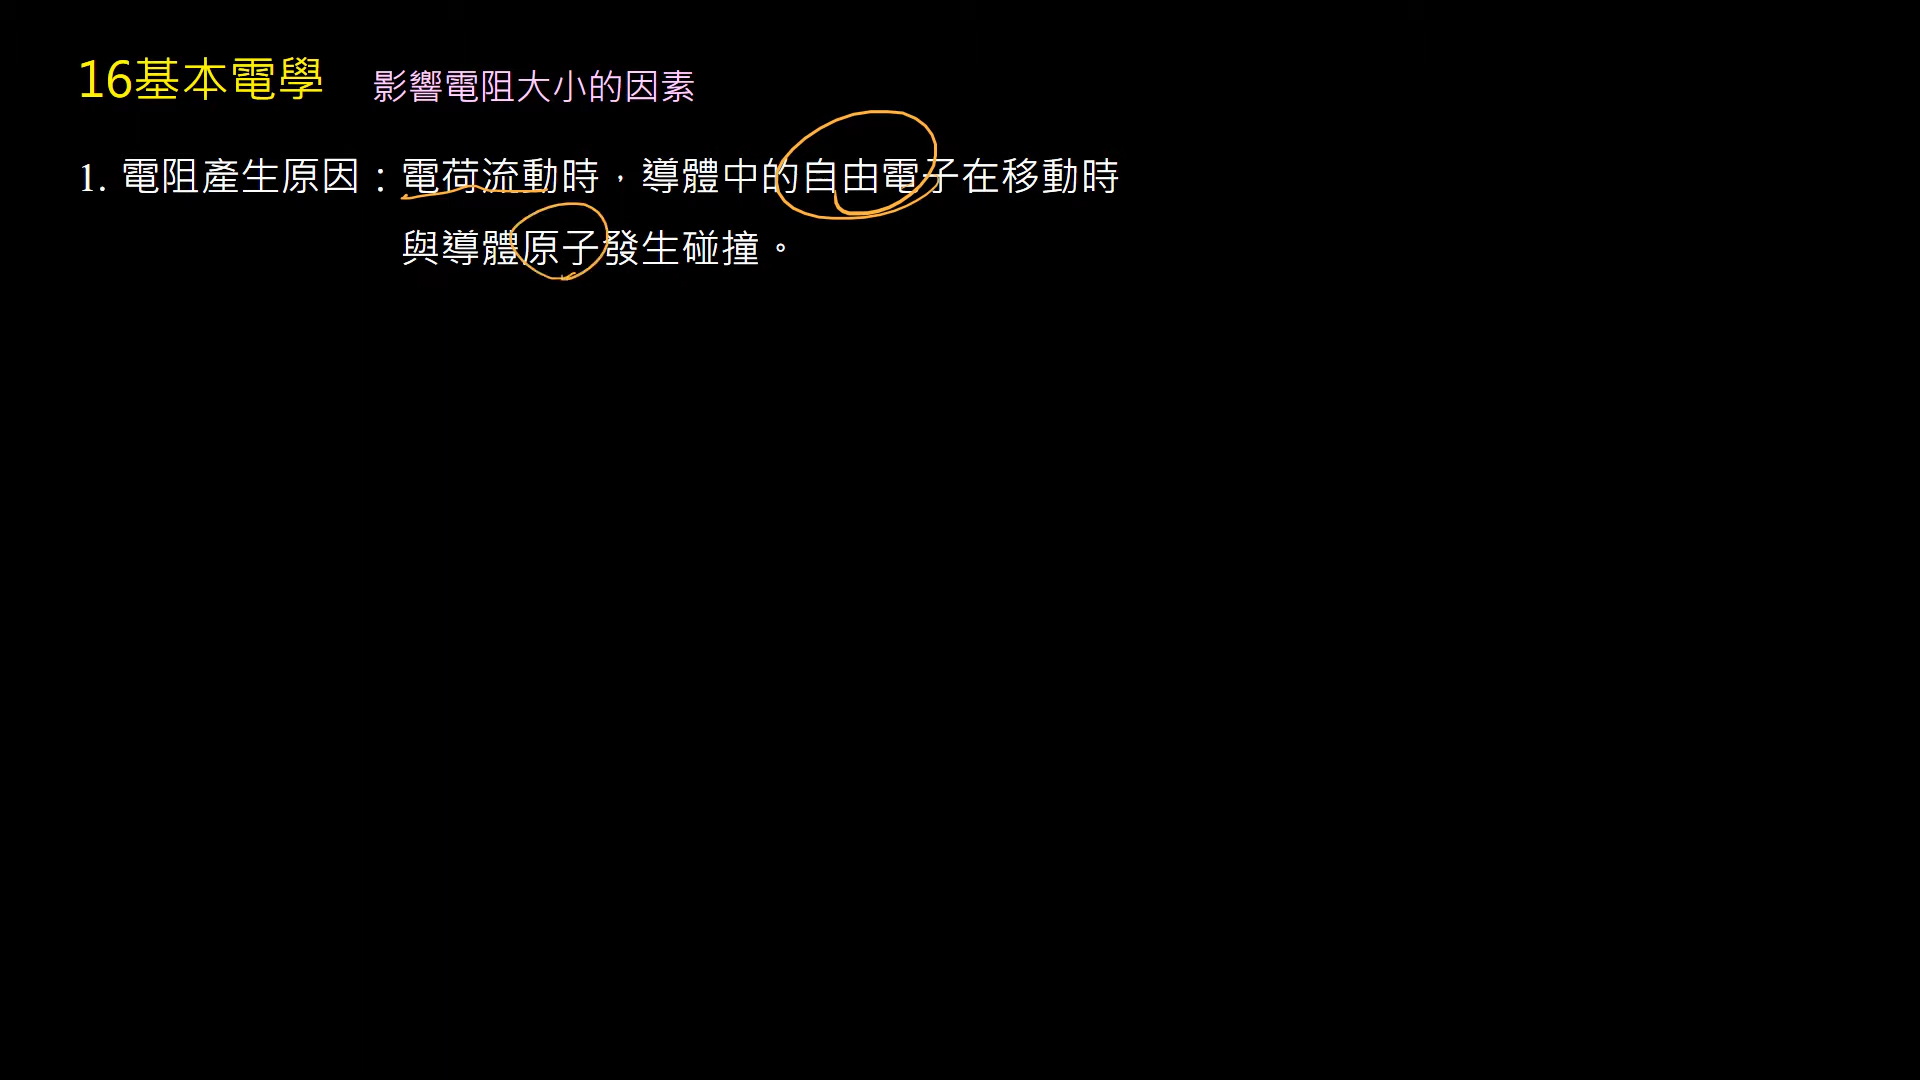 16基本電學 影響電阻大小的因素
1. 電阻產生原因：電荷流動時，導體中的自由電子在移動時
與導體原子發生碰撞。